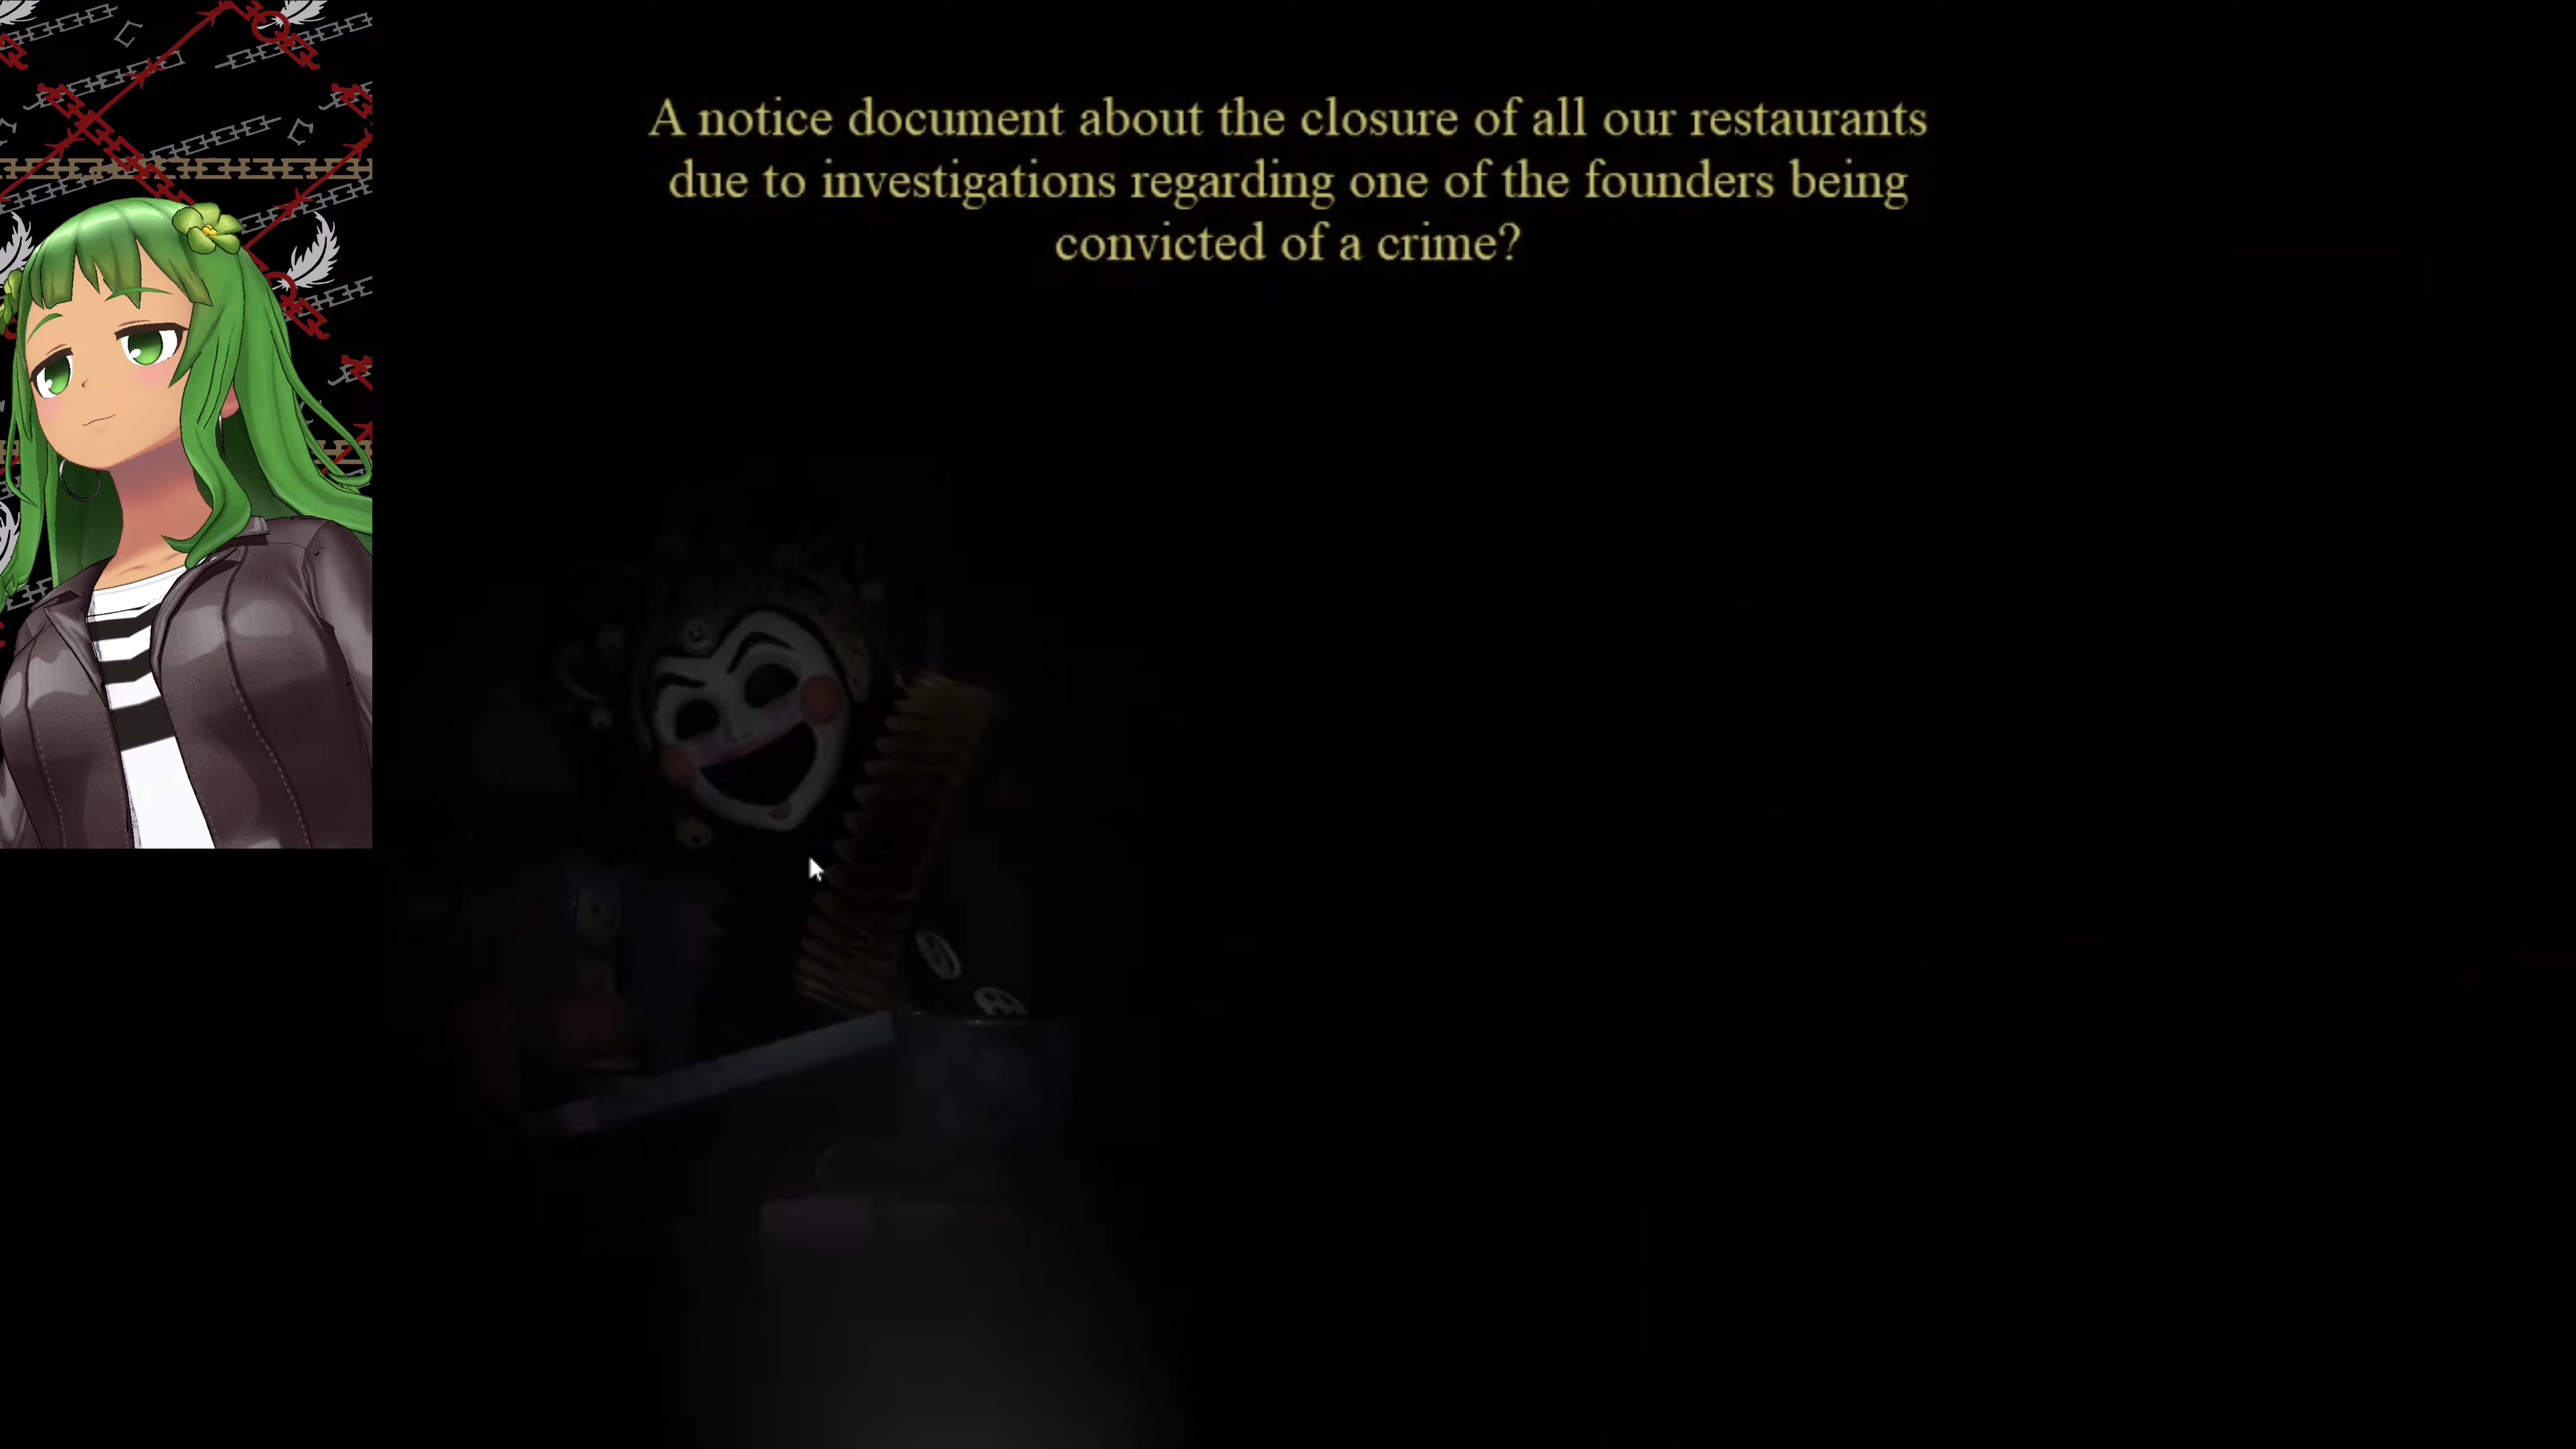 A notice document about the closure of all our restaurants
due to investigations regarding one of the founders being
convicted of a crime?